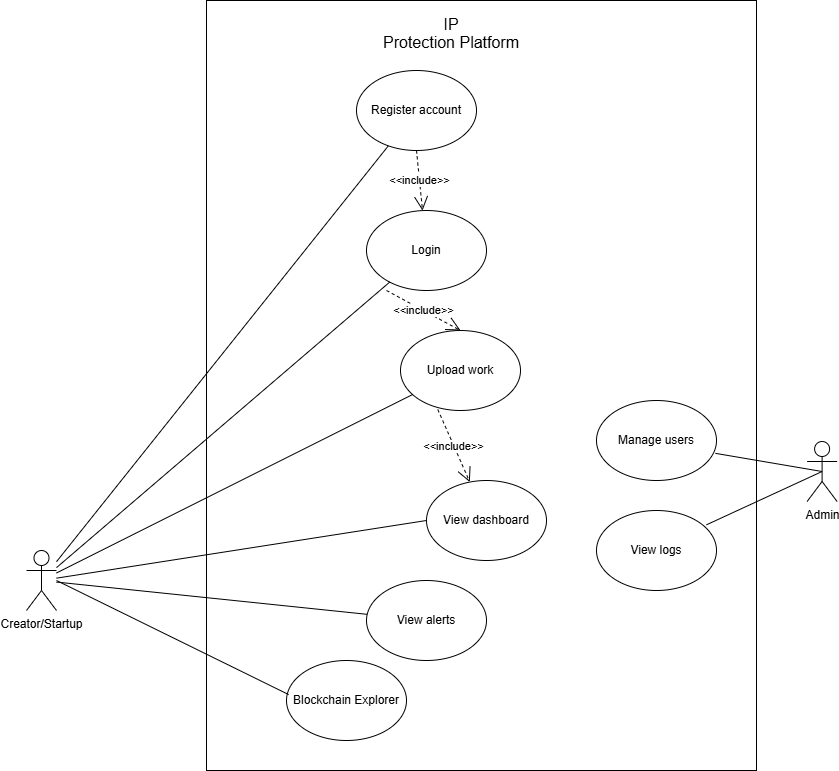 IP
Protection Platform
Register account
<<include>>
Login
<<include>>
Upload work
<<include>>
View dashboard
View alerts
Blockchain Explorer
Creator/Startup
Manage users
View logs
Admin